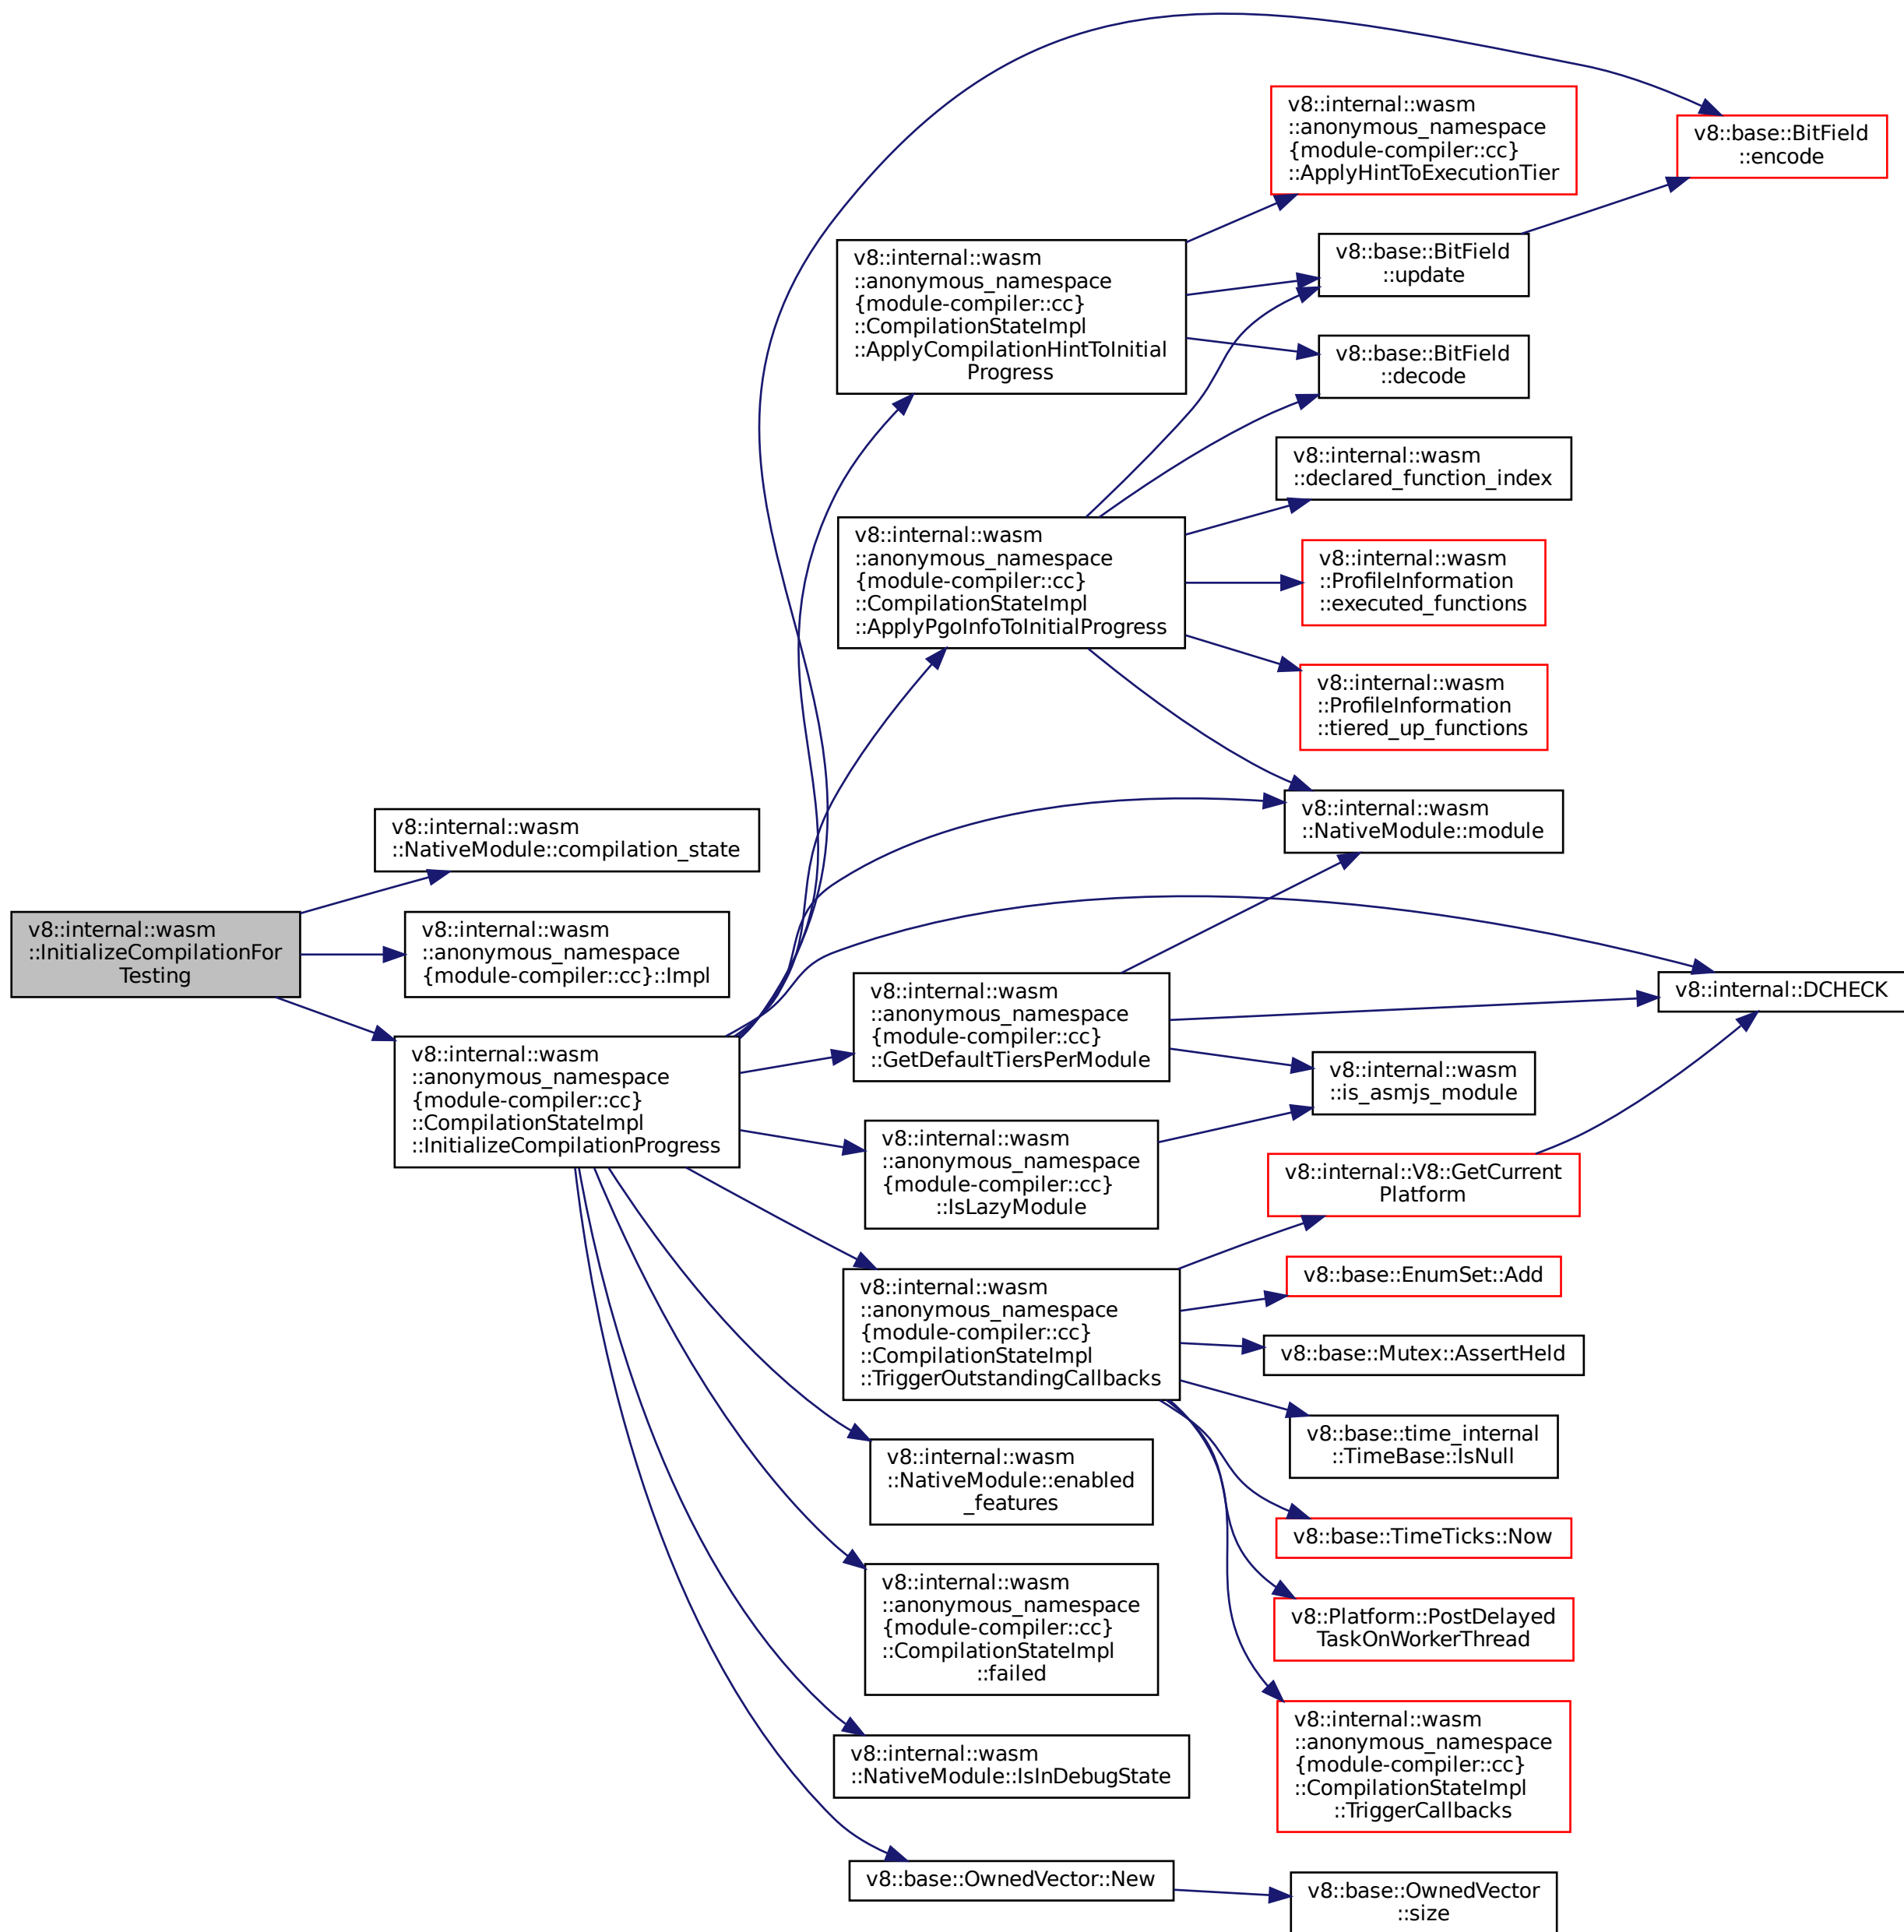 v8::internal::wasm
::InitializeCompilationFor
Testing
v8::internal::wasm
::NativeModule::compilation_state
v8::internal::wasm
::anonymous_namespace
{module-compiler::cc}::Impl
v8::internal::wasm
::anonymous_namespace
{module-compiler::cc}
::CompilationStateImpl
::InitializeCompilationProgress
v8::internal::wasm
::anonymous_namespace
{module-compiler::cc}
::CompilationStateImpl
::ApplyCompilationHintToInitial
Progress
v8::internal::wasm
::anonymous_namespace
{module-compiler::cc}
::CompilationStateImpl
::ApplyPgoInfoToInitialProgress
v8::internal::wasm
::anonymous_namespace
{module-compiler::cc}
::GetDefaultTiersPerModule
v8::internal::wasm
::anonymous_namespace
{module-compiler::cc}
::IsLazyModule
v8::internal::wasm
::anonymous_namespace
{module-compiler::cc}
::CompilationStateImpl
::TriggerOutstandingCallbacks
v8::internal::wasm
::NativeModule::enabled
_features
v8::internal::wasm
::anonymous_namespace
{module-compiler::cc}
::CompilationStateImpl
::failed
v8::internal::wasm
::NativeModule::IsInDebugState
v8::base::OwnedVector::New
v8::internal::wasm
::anonymous_namespace
{module-compiler::cc}
::ApplyHintToExecutionTier
v8::base::BitField
::update
v8::base::BitField
::decode
v8::internal::wasm
::declared_function_index
v8::internal::wasm
::ProfileInformation
::executed_functions
v8::internal::wasm
::ProfileInformation
::tiered_up_functions
v8::internal::wasm
::NativeModule::module
v8::internal::wasm
::is_asmjs_module
v8::internal::V8::GetCurrent
Platform
v8::base::EnumSet::Add
v8::base::Mutex::AssertHeld
v8::base::time_internal
::TimeBase::IsNull
v8::base::TimeTicks::Now
v8::Platform::PostDelayed
TaskOnWorkerThread
v8::internal::wasm
::anonymous_namespace
{module-compiler::cc}
::CompilationStateImpl
::TriggerCallbacks
v8::base::OwnedVector
::size
v8::base::BitField
::encode
v8::internal::DCHECK